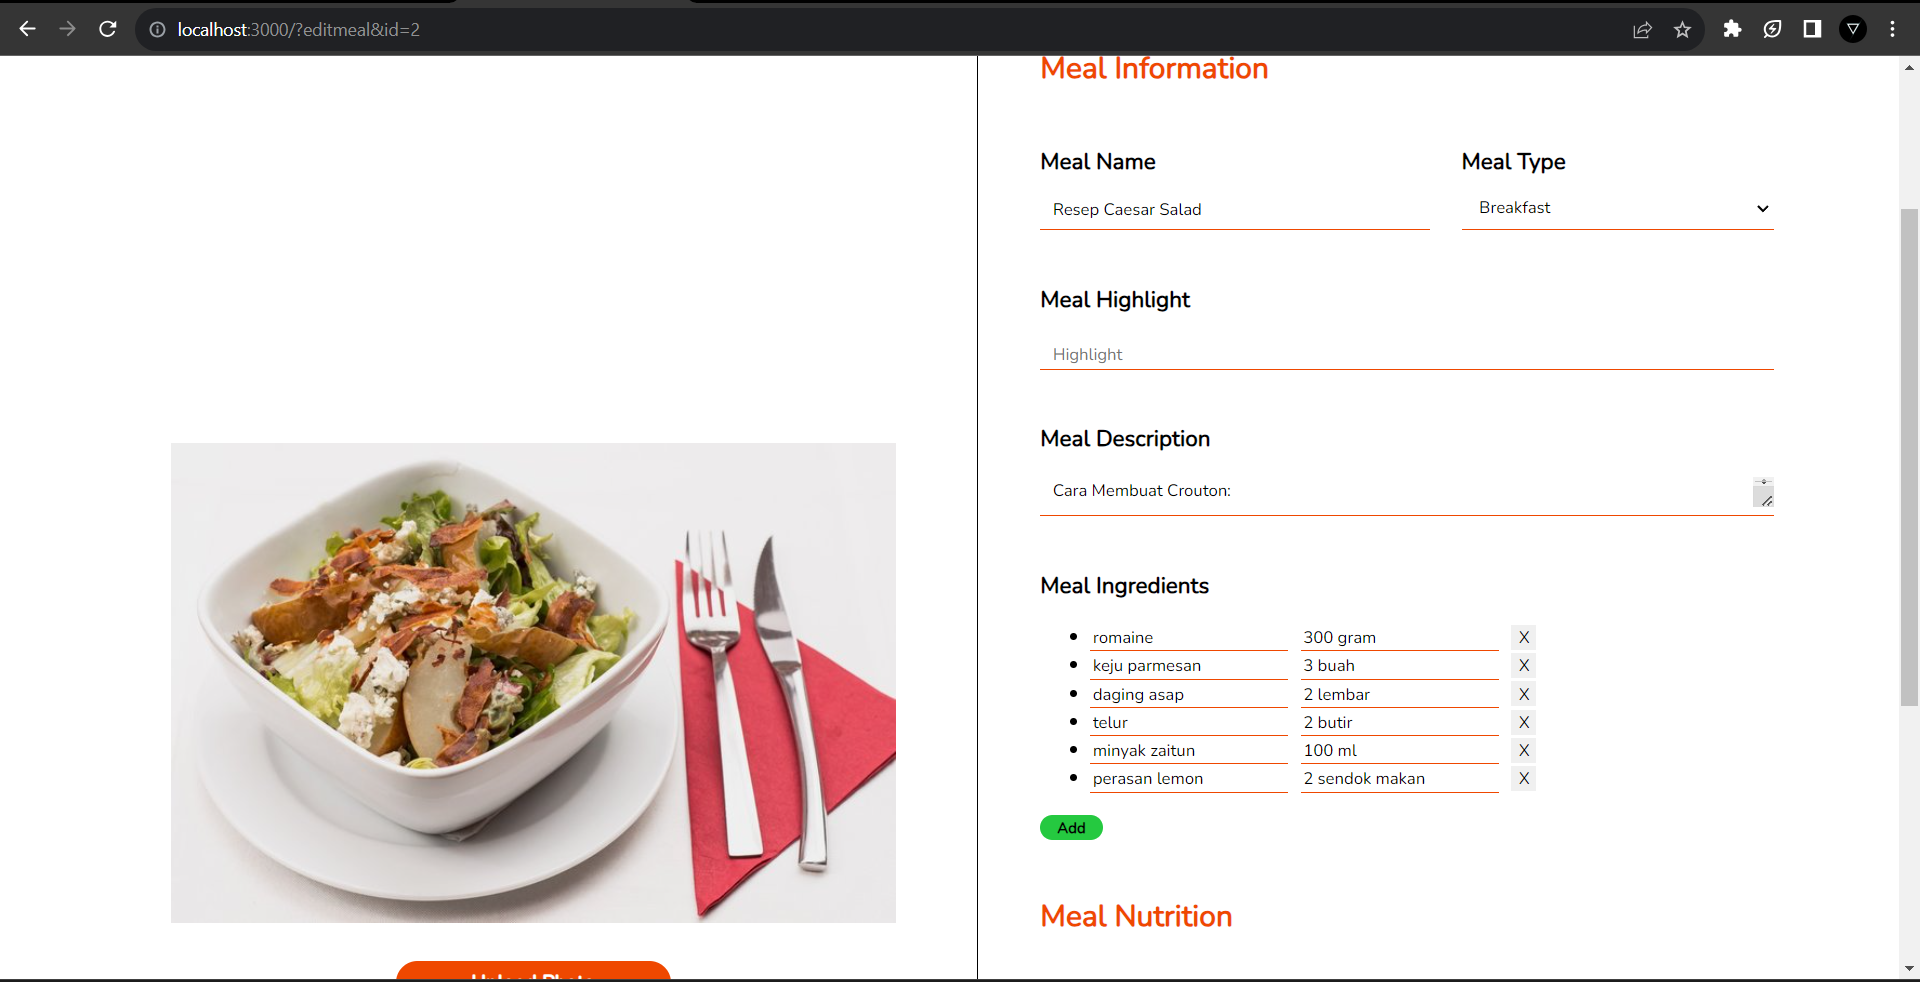 localhost:3000/?editmeal&id=2
Meal Information
Meal Name
Meal Type
Resep Caesar Salad
Breakfast
Meal Highlight
Highlight
Meal Description
Cara Membuat Crouton:
Meal Ingredients
romaine 300 gram X
keju parmesan 3 buah X
daging asap 2 lembar X
telur 2 butir X
minyak zaitun 100 ml X
perasan lemon 2 sendok makan X
Add
Meal Nutrition
Upload Photo